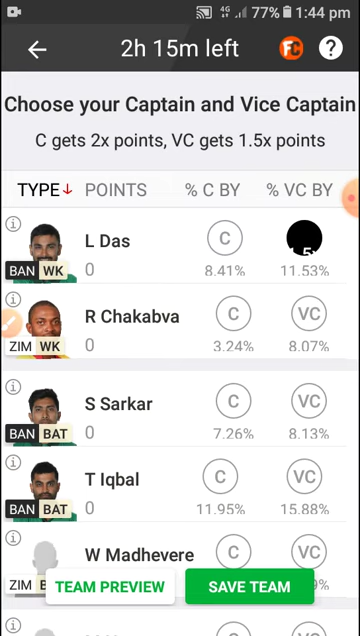 4G 77% 1:44 pm
2h 15m left FC ?
Choose your Captain and Vice Captain
C gets 2x points, VC gets 1.5x points
TYPE↓ POINTS % C BY % VC BY
i L Das C
BAN WK 0 8.41% 11.53%
i R Chakabva C VC
ZIM WK 0 3.24% 8.07%
i S Sarkar C VC
BAN BAT 0 7.26% 8.13%
i T Iqbal C VC
BAN BAT 0 11.95% 15.88%
i W Madhevere C VC
ZIM
TEAM PREVIEW SAVE TEAM